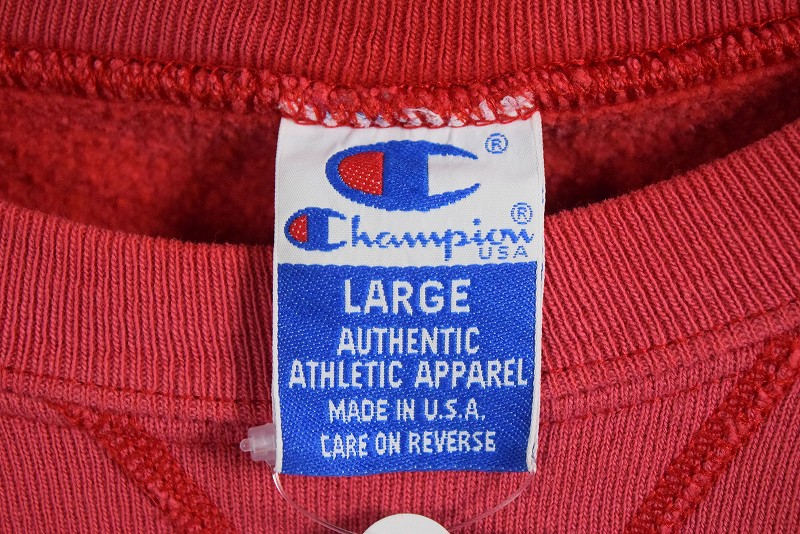 ®
Champion®
USA
LARGE
AUTHENTIC
ATHLETIC APPAREL
MADE IN U.S.A.
CARE ON REVERSE